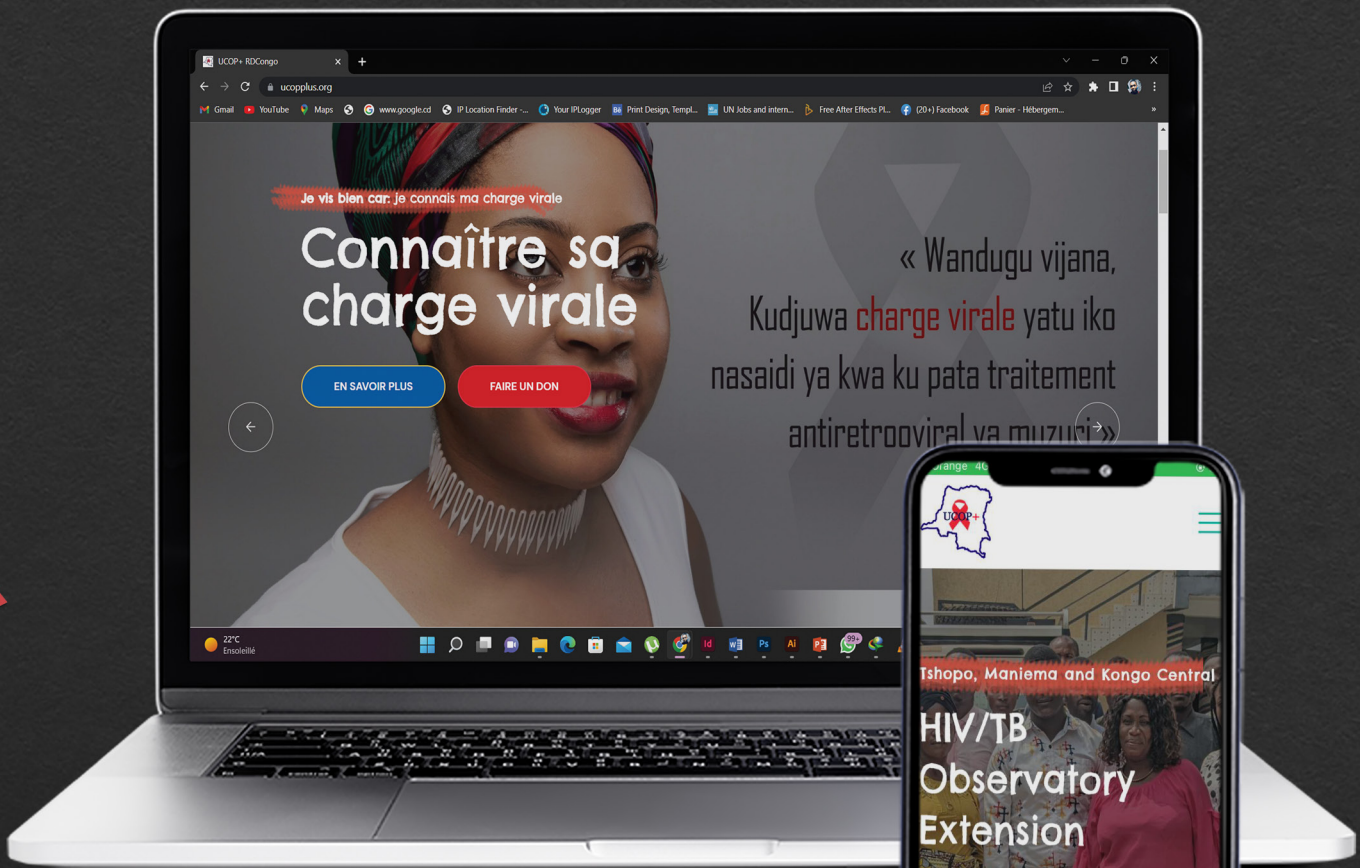 UCOP+ RDCongo
ucopplus.org
Gmail YouTube Maps www.google.cd IP Location Finder -... Your IPLogger Print Design, Templ... UN Jobs and intern... Free After Effects Pl... (20+) Facebook Panier - Hébergem...
Je vis bien car: je connais ma charge virale
Connaître sa
charge virale
EN SAVOIR PLUS FAIRE UN DON
« Wandugu vijana,
Kudjuwa charge virale yatu iko
nasaidi ya kwa ku pata traitement
antiretrooviral ya muzuri »
22°C
Ensoleillé
99+
Orange 4G
UCOP+
Tshopo, Maniema and Kongo Central
HIV/TB
Observatory
Extension